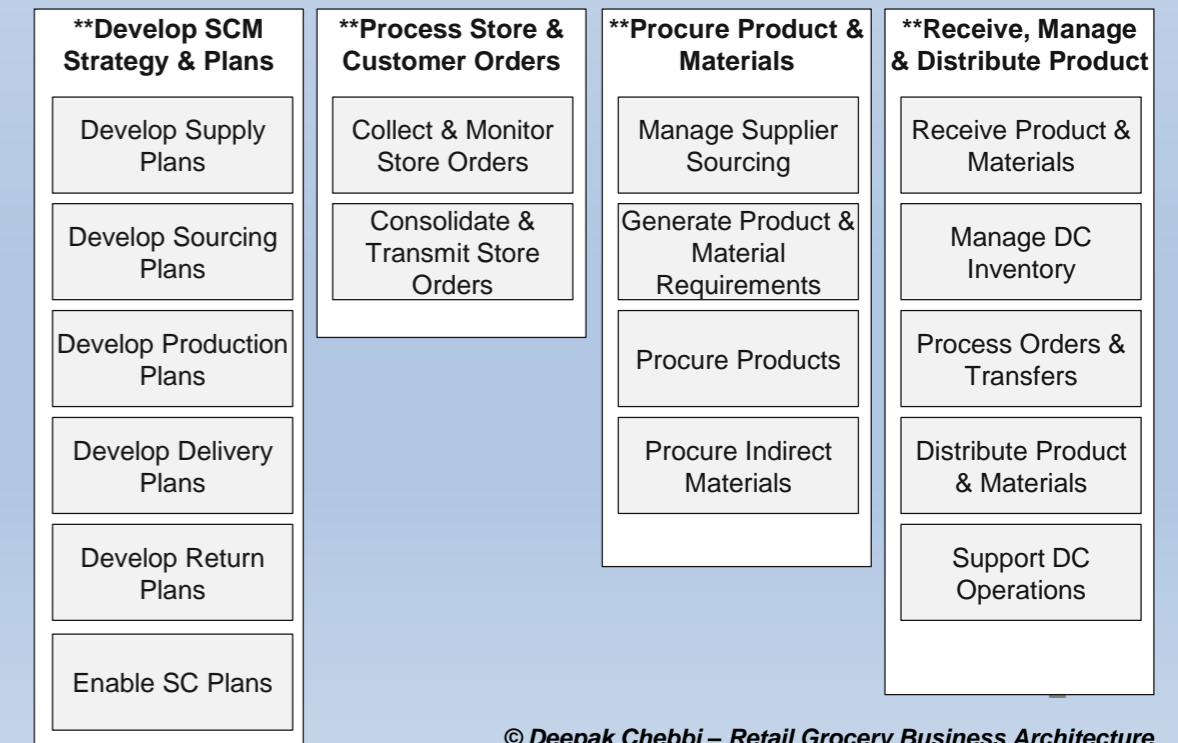 **Develop SCM
Strategy & Plans
Develop Supply
Plans
Develop Sourcing
Plans
Develop Production
Plans
Develop Delivery
Plans
Develop Return
Plans
Enable SC Plans
**Process Store &
Customer Orders
Collect & Monitor
Store Orders
Consolidate &
Transmit Store
Orders
**Procure Product &
Materials
Manage Supplier
Sourcing
Generate Product &
Material
Requirements
Procure Products
Procure Indirect
Materials
**Receive, Manage
& Distribute Product
Receive Product &
Materials
Manage DC
Inventory
Process Orders &
Transfers
Distribute Product
& Materials
Support DC
Operations
© Deepak Chebbi – Retail Grocery Business Architecture